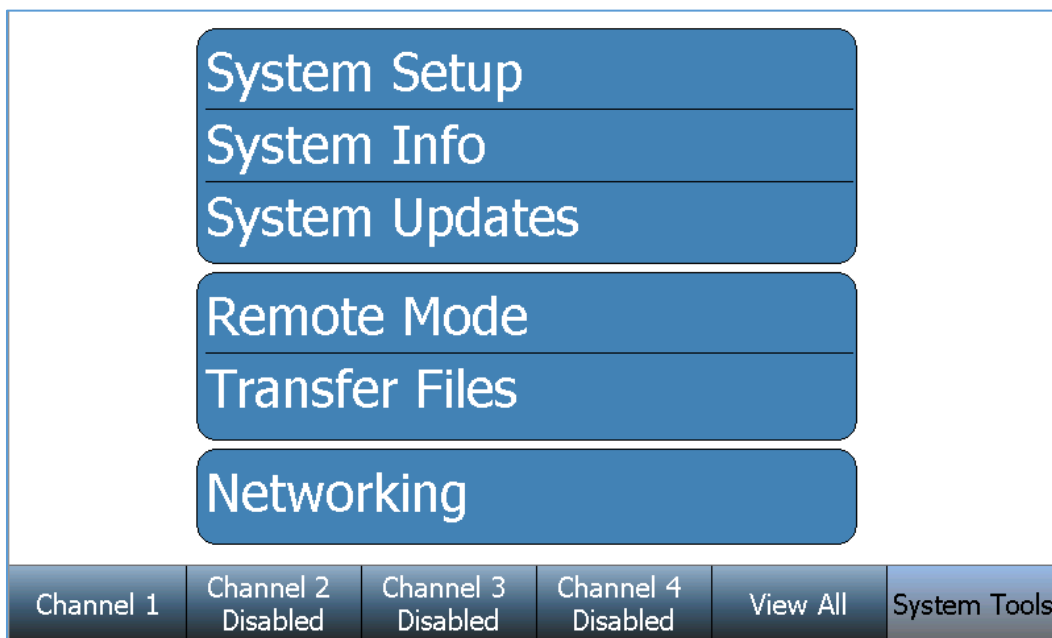 System Setup
System Info
System Updates
Remote Mode
Transfer Files
Networking
Channel 1
Channel 2
Disabled
Channel 3
Disabled
Channel 4
Disabled
View All
System Tools